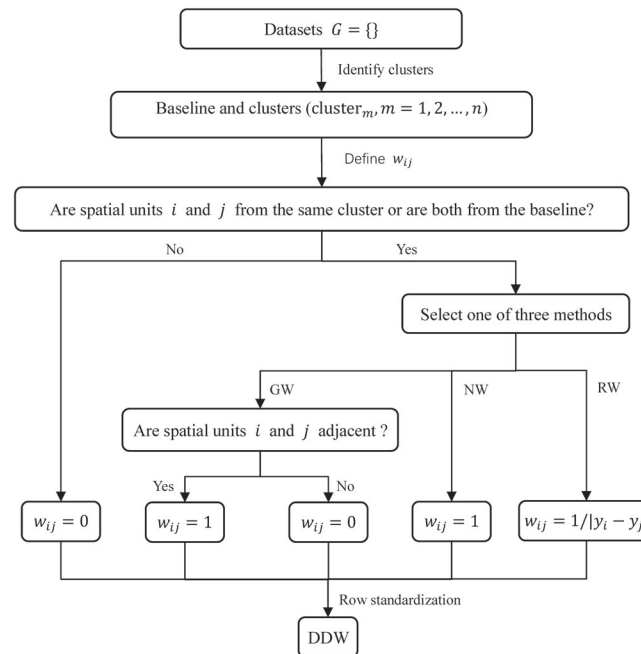 Datasets G = {}
Identify clusters
Baseline and clusters (cluster_m, m = 1, 2, ..., n)
Define w_ij
Are spatial units i and j from the same cluster or are both from the baseline?
No
Yes
Select one of three methods
GW
NW
RW
Are spatial units i and j adjacent ?
Yes
No
w_ij = 0
w_ij = 1
w_ij = 0
w_ij = 1
w_ij = 1/|y_i − y_j
Row standardization
DDW